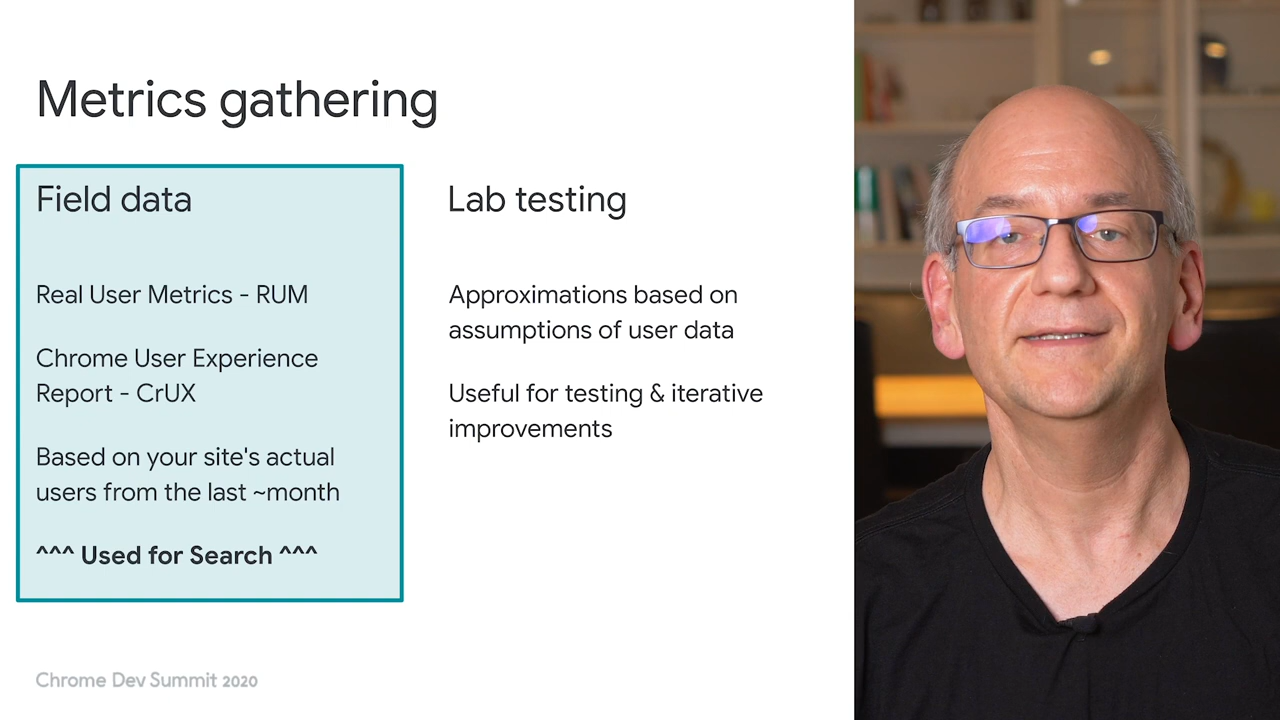 Metrics gathering
Field data
Real User Metrics - RUM
Chrome User Experience
Report - CrUX
Based on your site's actual
users from the last ~month
^^^ Used for Search ^^^
Lab testing
Approximations based on
assumptions of user data
Useful for testing & iterative
improvements
Chrome Dev Summit 2020